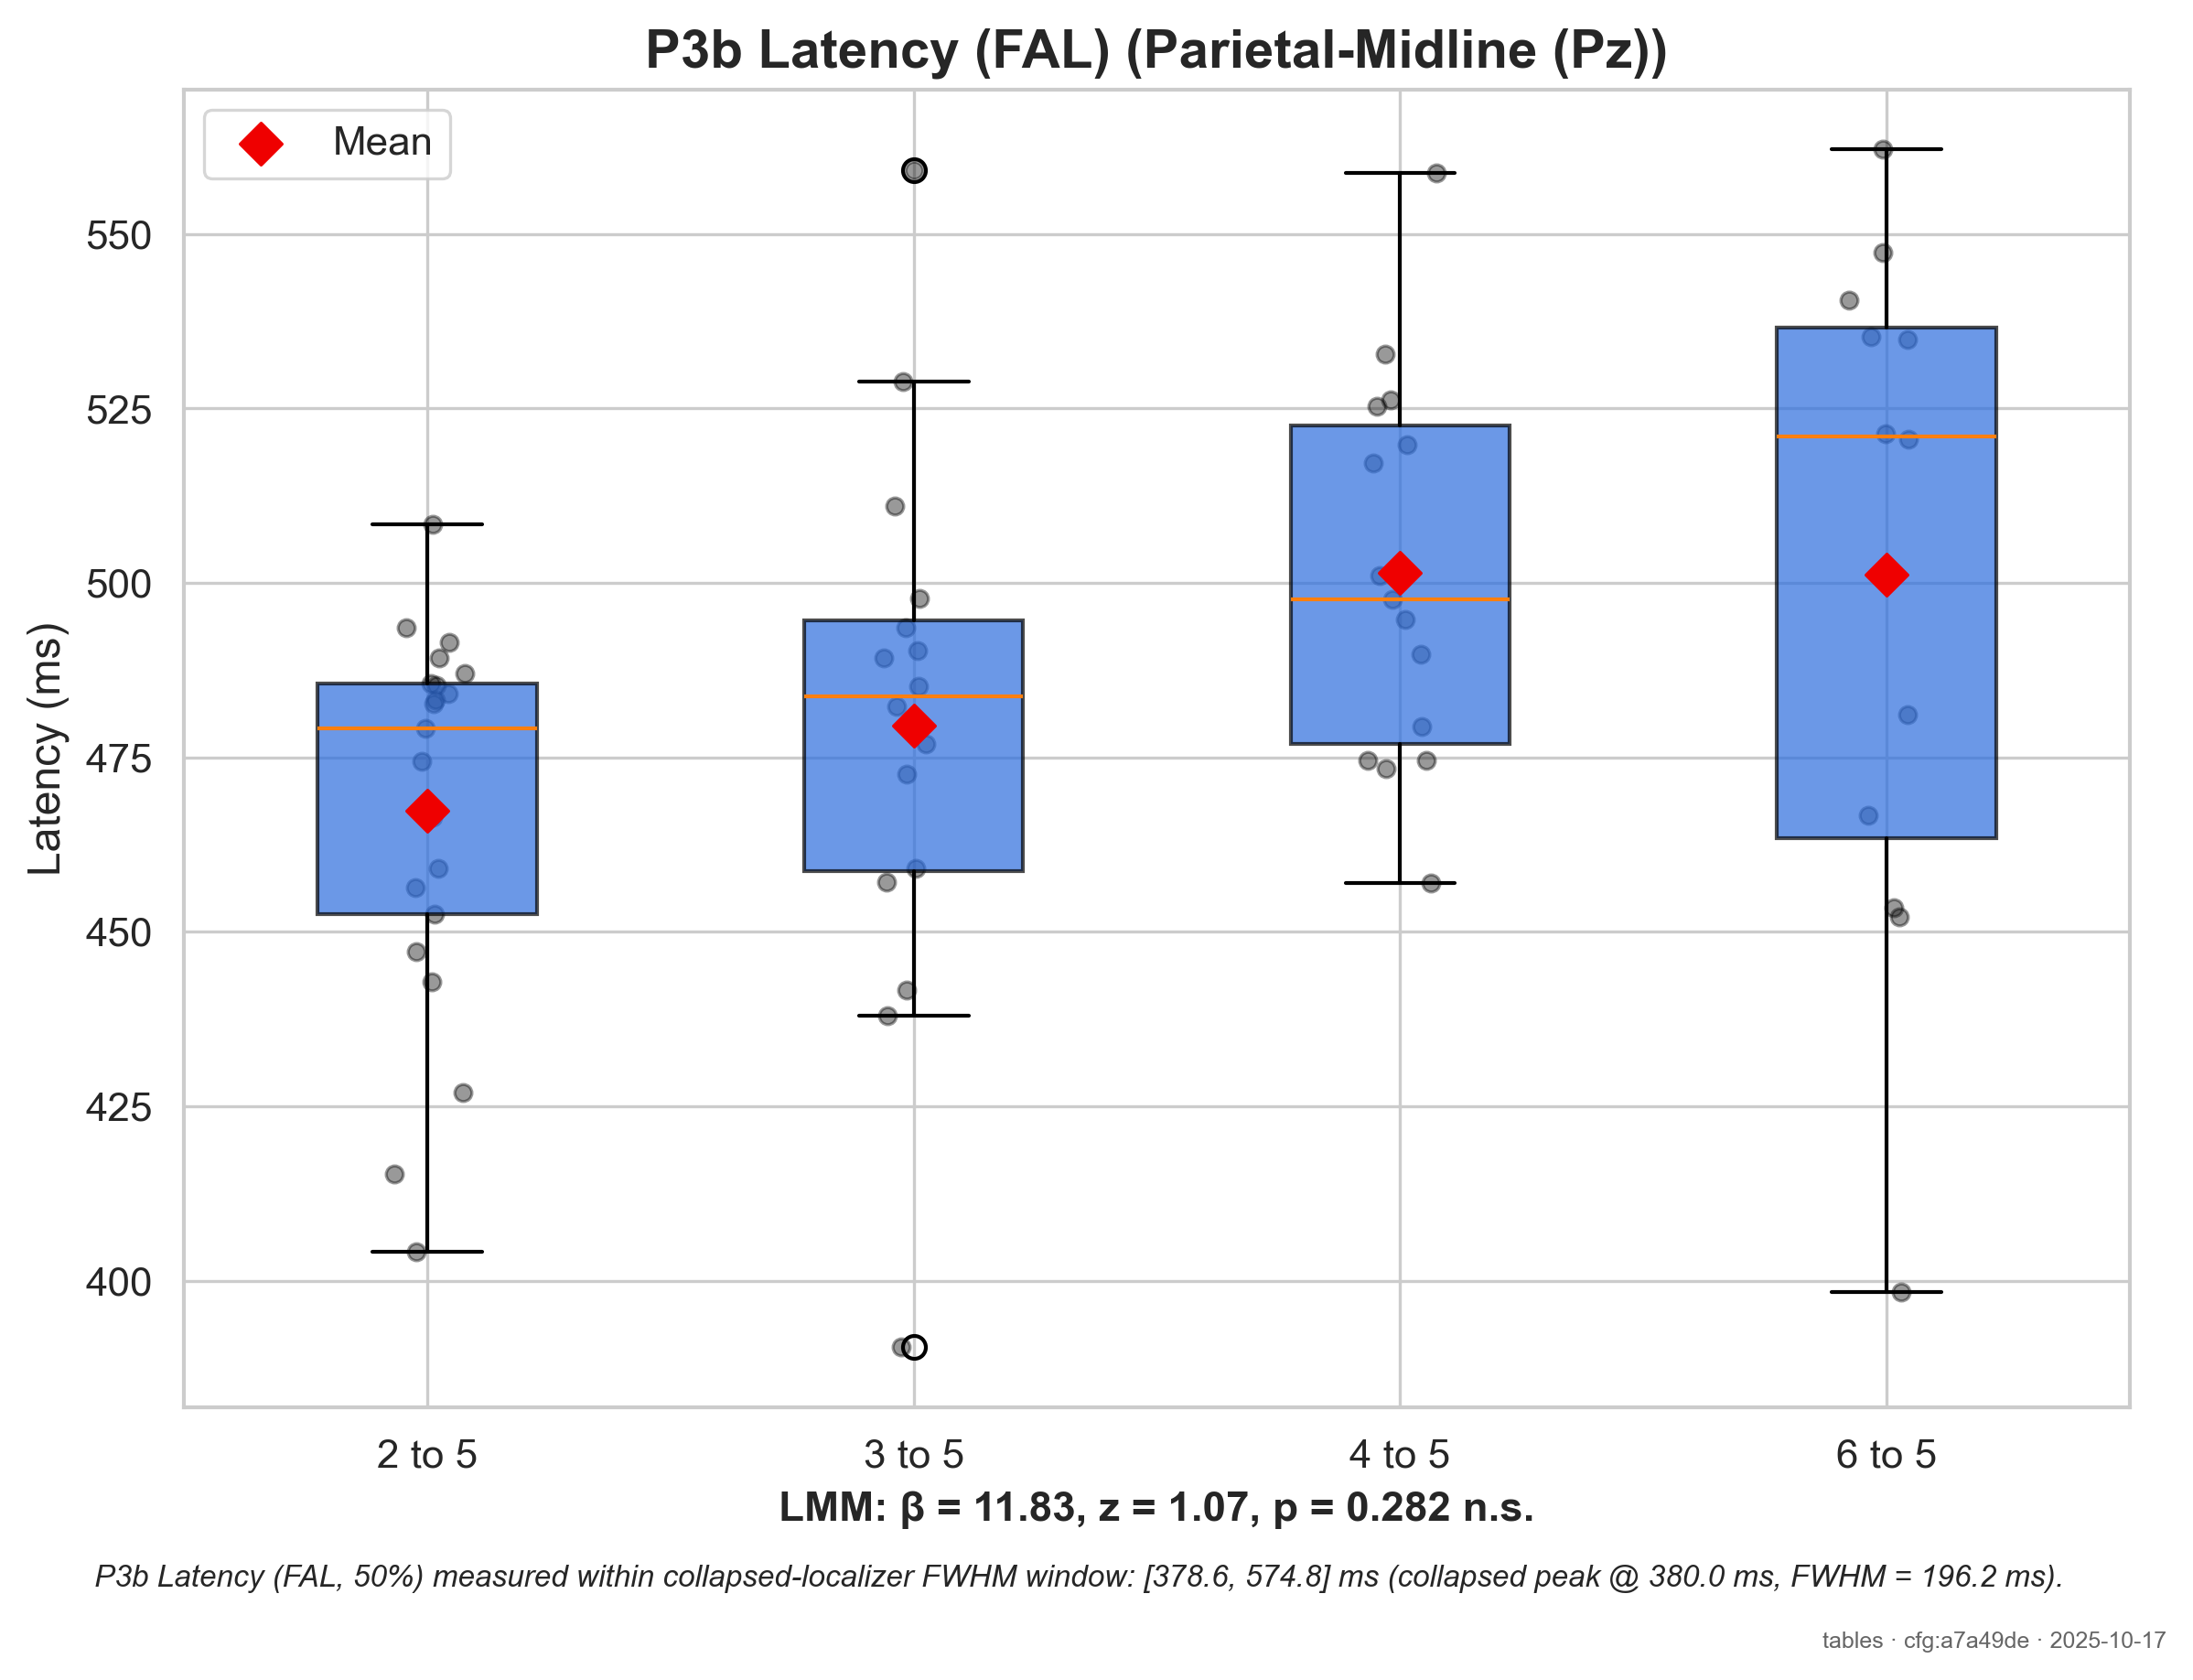 P3b Latency (FAL) (Parietal-Midline (Pz))
Mean
Latency (ms)
550
525
500
475
450
425
400
2 to 5
3 to 5
4 to 5
6 to 5
LMM: β = 11.83, z = 1.07, p = 0.282 n.s.
P3b Latency (FAL, 50%) measured within collapsed-localizer FWHM window: [378.6, 574.8] ms (collapsed peak @ 380.0 ms, FWHM = 196.2 ms).
tables · cfg:a7a49de · 2025-10-17